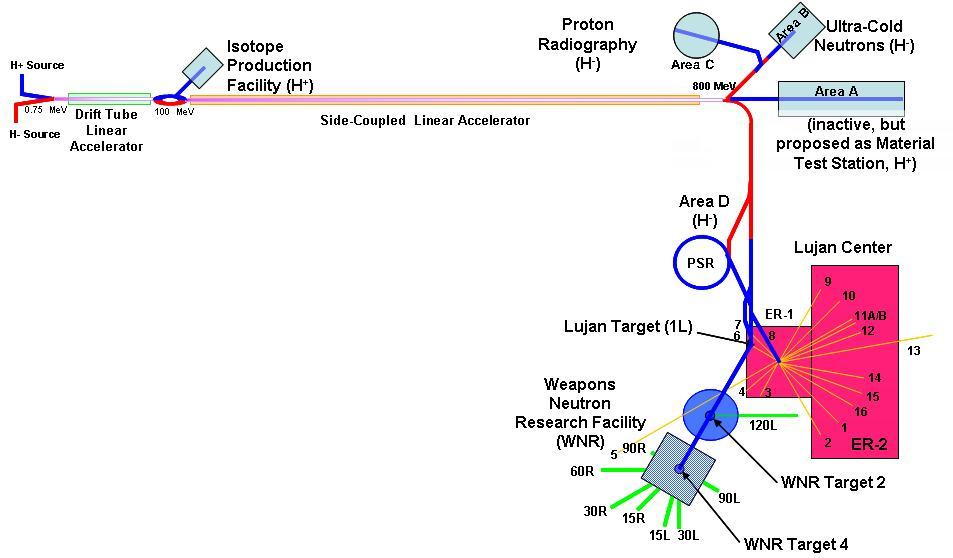 H+ Source
0.75 MeV
H- Source
Drift Tube
Linear
Accelerator
100 MeV
Isotope
Production
Facility (H+)
Side-Coupled Linear Accelerator
Proton
Radiography
(H-)
Area C
Area B
Ultra-Cold
Neutrons (H-)
800 MeV
Area A
(inactive, but
proposed as Material
Test Station, H+)
Area D
(H-)
PSR
Lujan Center
ER-1
Lujan Target (1L)
7
6
8
4
3
9
10
11A/B
12
13
14
15
16
1
2
ER-2
Weapons
Neutron
Research Facility
(WNR)
5
120L
90R
60R
30R
15R
15L
30L
90L
WNR Target 2
WNR Target 4